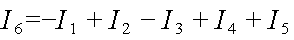 I₆=−I₁ + I₂ − I₃ + I₄ + I₅